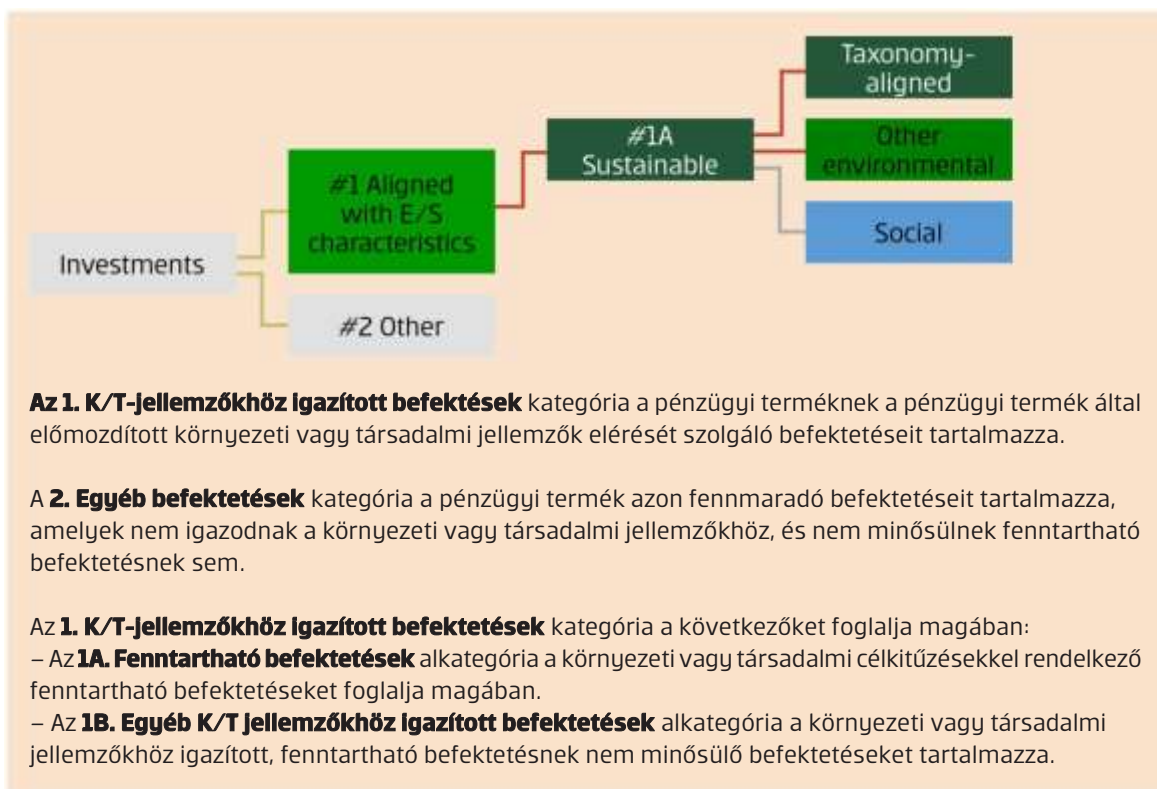 Taxonomy-
aligned
#1A
Sustainable
Other
environmental
#1 Aligned
with E/S
characteristics
Social
Investments
#2 Other
Az 1. K/T-jellemzőkhöz igazított befektések kategória a pénzügyi terméknek a pénzügyi termék által
előmozdított környezeti vagy társadalmi jellemzők elérését szolgáló befektetéseit tartalmazza.
A 2. Egyéb befektetések kategória a pénzügyi termék azon fennmaradó befektetéseit tartalmazza,
amelyek nem igazodnak a környezeti vagy társadalmi jellemzőkhöz, és nem minősülnek fenntartható
befektetésnek sem.
Az 1. K/T-jellemzőkhöz igazított befektetések kategória a következőket foglalja magában:
– Az 1A. Fenntartható befektetések alkategória a környezeti vagy társadalmi célkitűzésekkel rendelkező
fenntartható befektetéseket foglalja magában.
– Az 1B. Egyéb K/T jellemzőkhöz igazított befektetések alkategória a környezeti vagy társadalmi
jellemzőkhöz igazított, fenntartható befektetésnek nem minősülő befektetéseket tartalmazza.